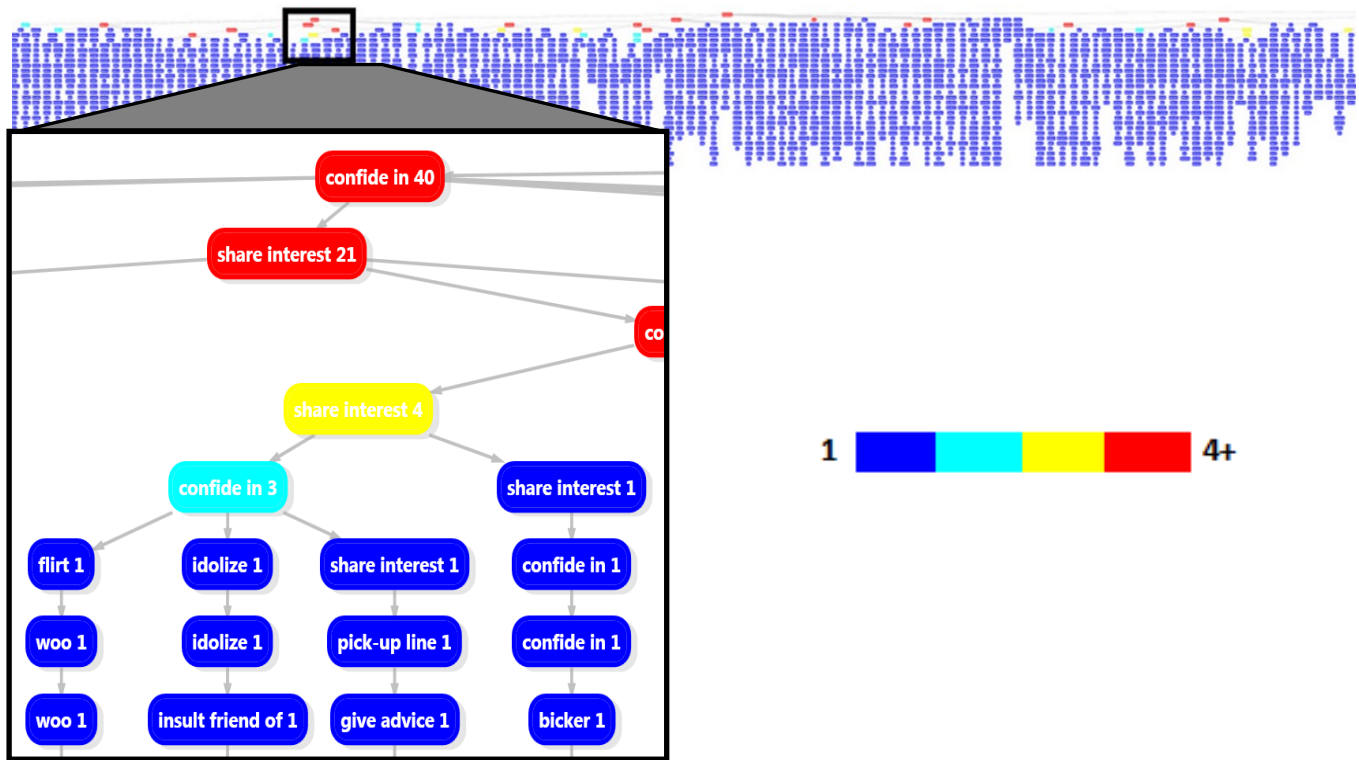 confide in 40
share interest 21
co
share interest 4
1 4+
confide in 3 share interest 1
flirt 1 idolize 1 share interest 1 confide in 1
woo 1 idolize 1 pick-up line 1 confide in 1
woo 1 insult friend of 1 give advice 1 bicker 1